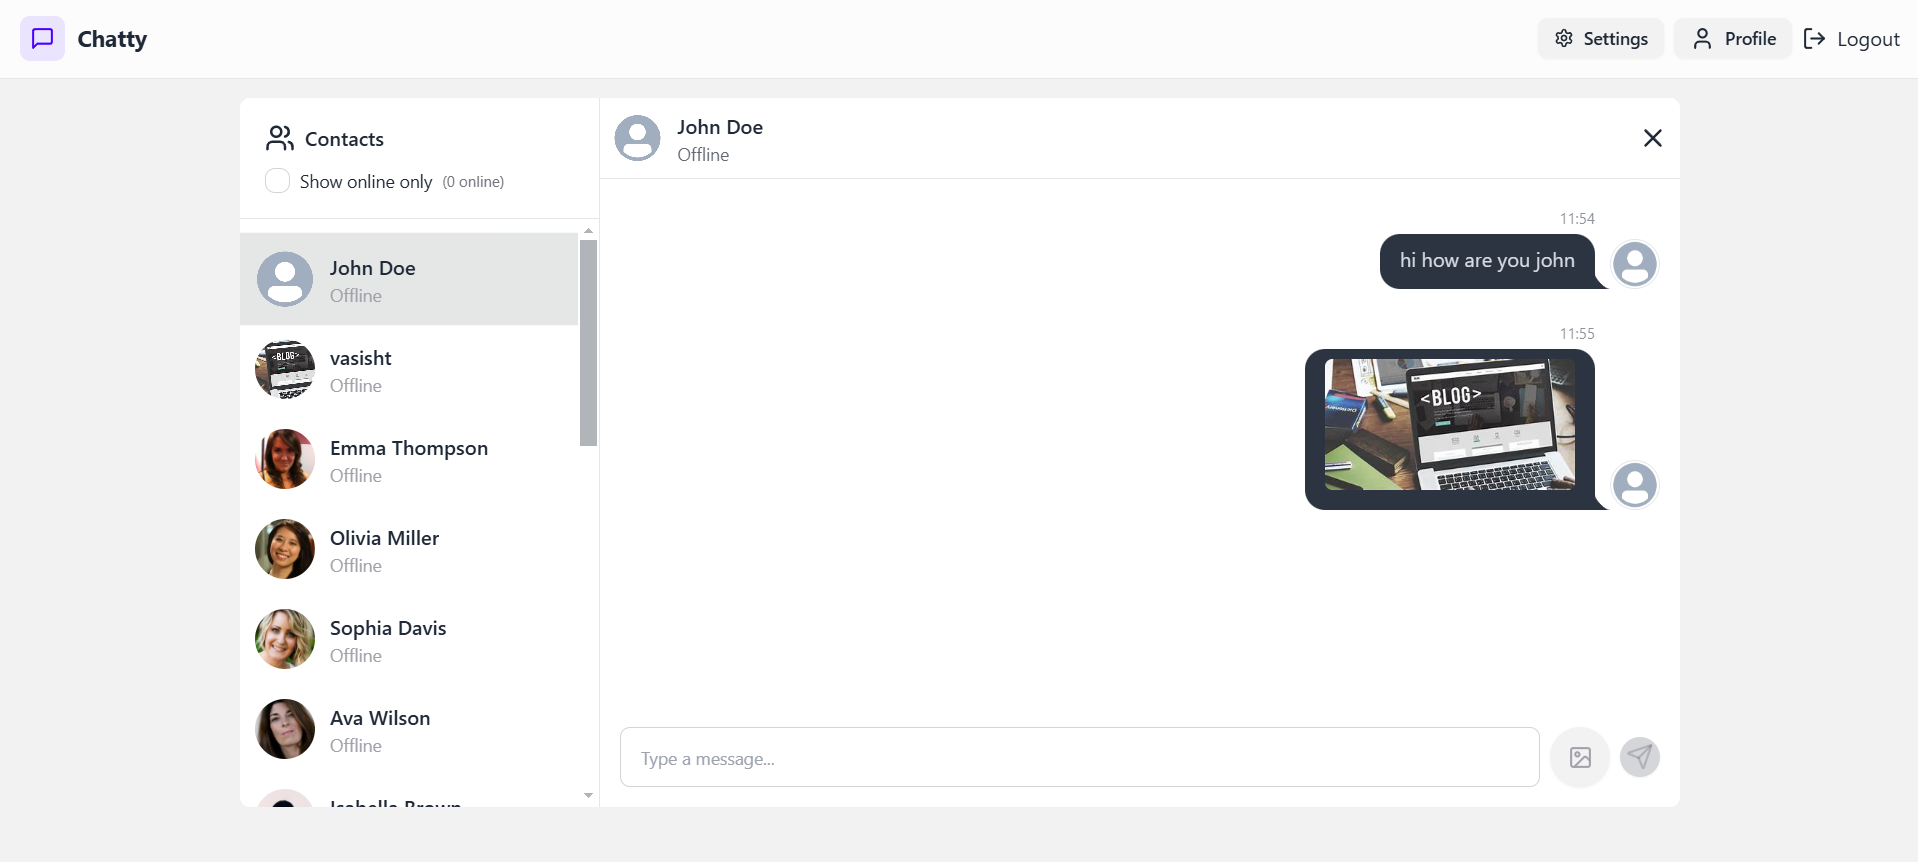 Chatty
Settings
Profile
Logout
Contacts
Show online only (0 online)
John Doe
Offline
vasisht
Offline
Emma Thompson
Offline
Olivia Miller
Offline
Sophia Davis
Offline
Ava Wilson
Offline
Isabella Brown
John Doe
Offline
11:54
hi how are you john
11:55
<BLOG>
Type a message...